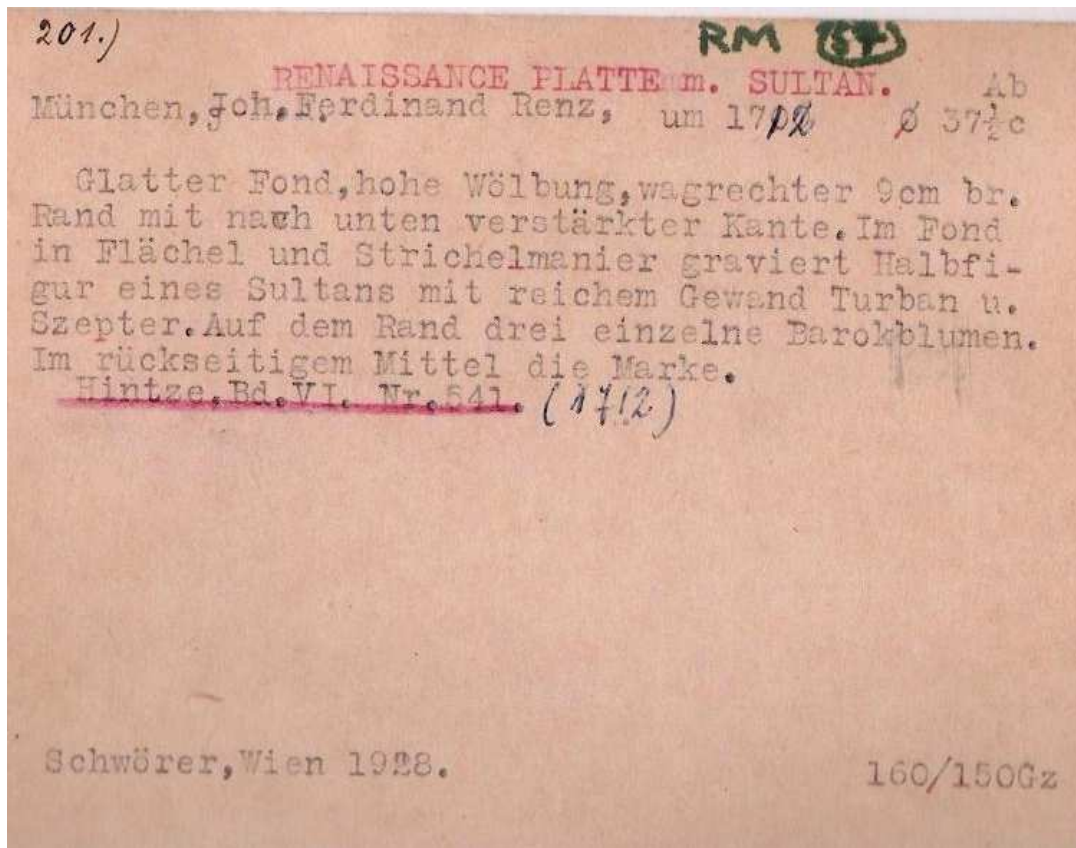 201.)
RM 57
RENAISSANCE PLATTE m. SULTAN. Ab
München, Joh. Ferdinand Renz, um 1712 Ø 37½c
Glatter Fond, hohe Wölbung, wagrechter 9cm br.
Rand mit nach unten verstärkter Kante. Im Fond
in Flächel und Strichelmanier graviert Halbfi-
gur eines Sultans mit reichem Gewand Turban u.
Szepter. Auf dem Rand drei einzelne Barokblumen.
Im rückseitigem Mittel die Marke.
Hintze, Bd. VI. Nr. 541. (1712)
Schwörer, Wien 1928.
160/150Gz